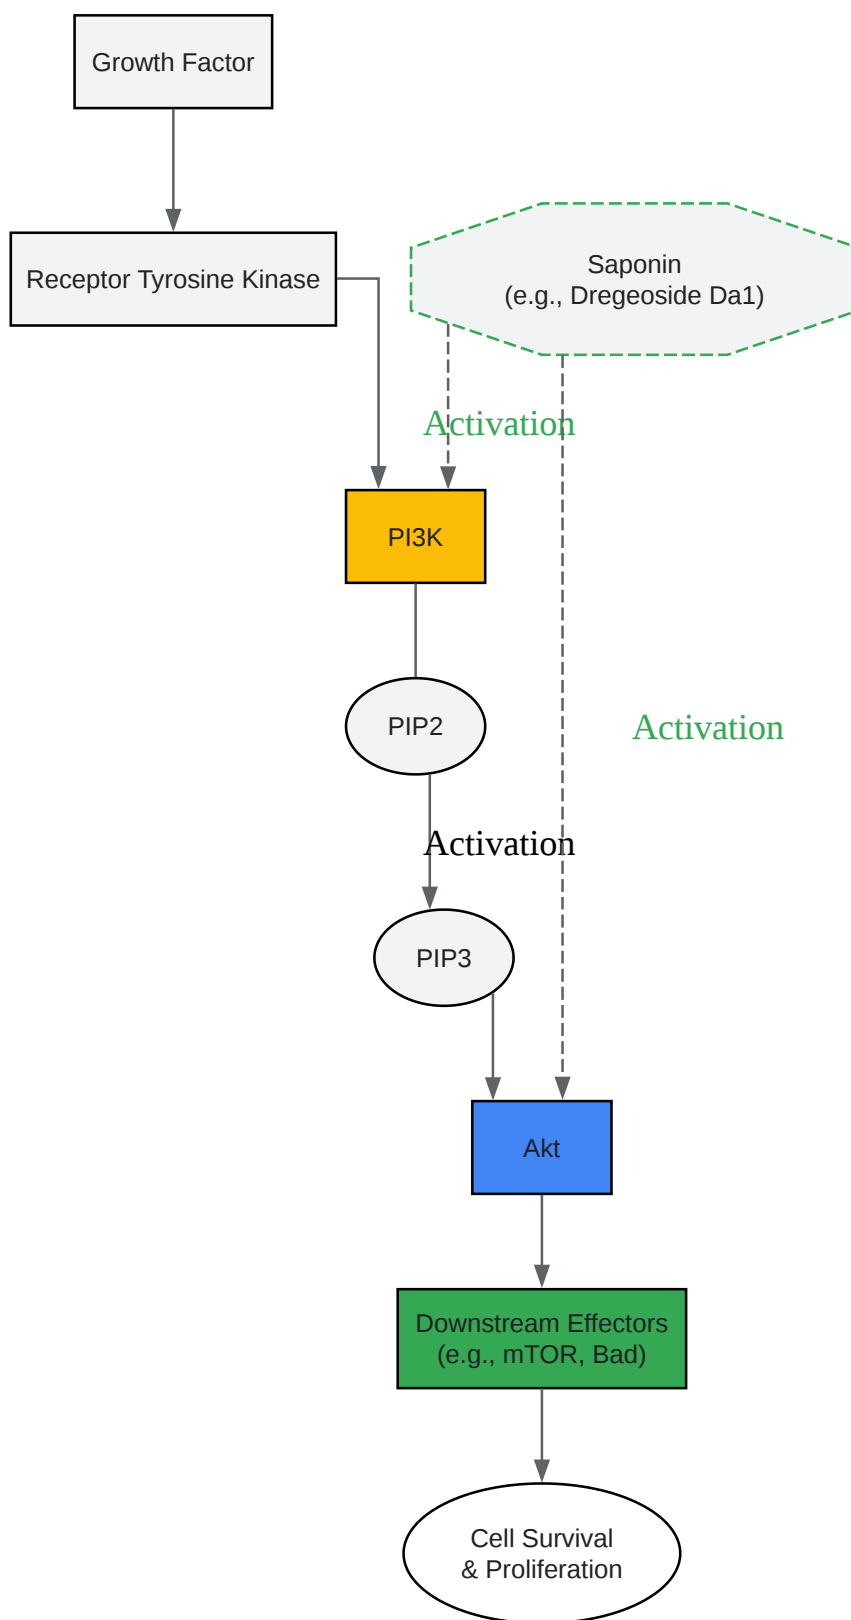 Growth Factor
Receptor Tyrosine Kinase
Saponin
(e.g., Dregeoside Da1)
Activation
PI3K
PIP2
Activation
Activation
PIP3
Akt
Downstream Effectors
(e.g., mTOR, Bad)
Cell Survival
& Proliferation